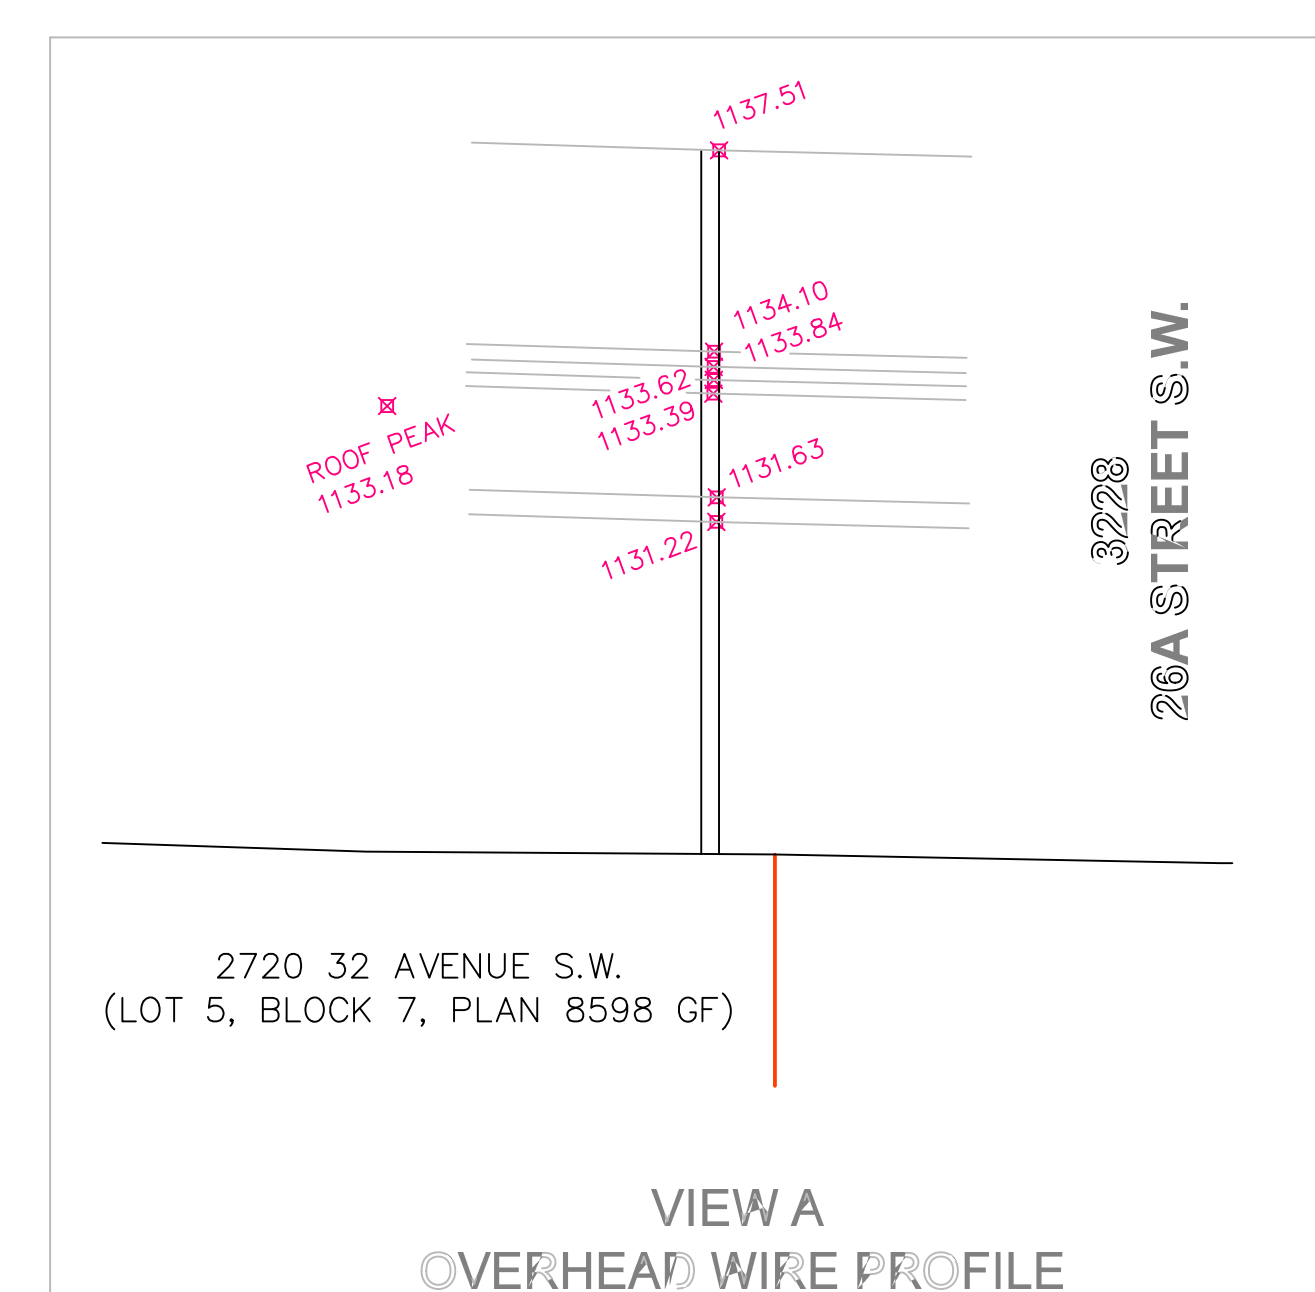 1137.51
1134.10
1133.84
1133.62
1133.39
ROOF PEAK
1133.18
1131.63
1131.22
3228
26A STREET S.W.
2720 32 AVENUE S.W.
(LOT 5, BLOCK 7, PLAN 8598 GF)
VIEW A
OVERHEAD WIRE PROFILE